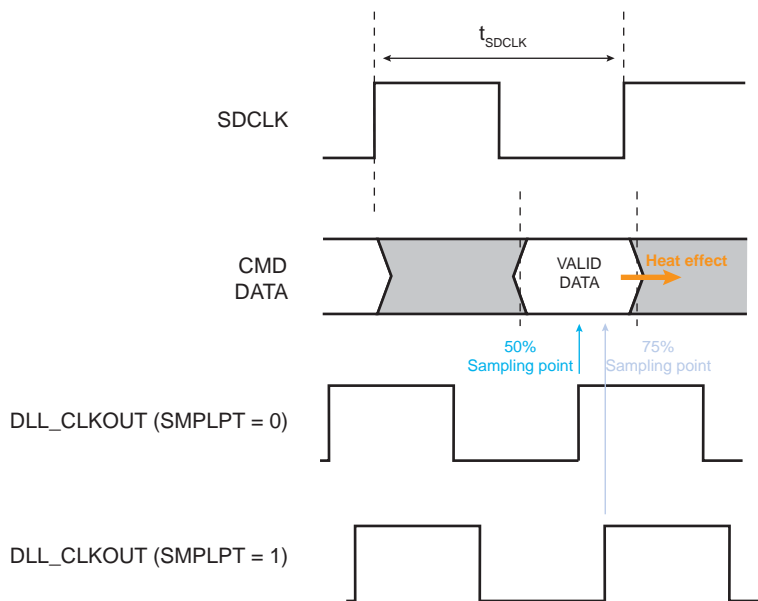 tSDCLK
SDCLK
CMD
DATA
VALID
DATA
Heat effect
50%
Sampling point
75%
Sampling point
DLL_CLKOUT (SMPLPT = 0)
DLL_CLKOUT (SMPLPT = 1)